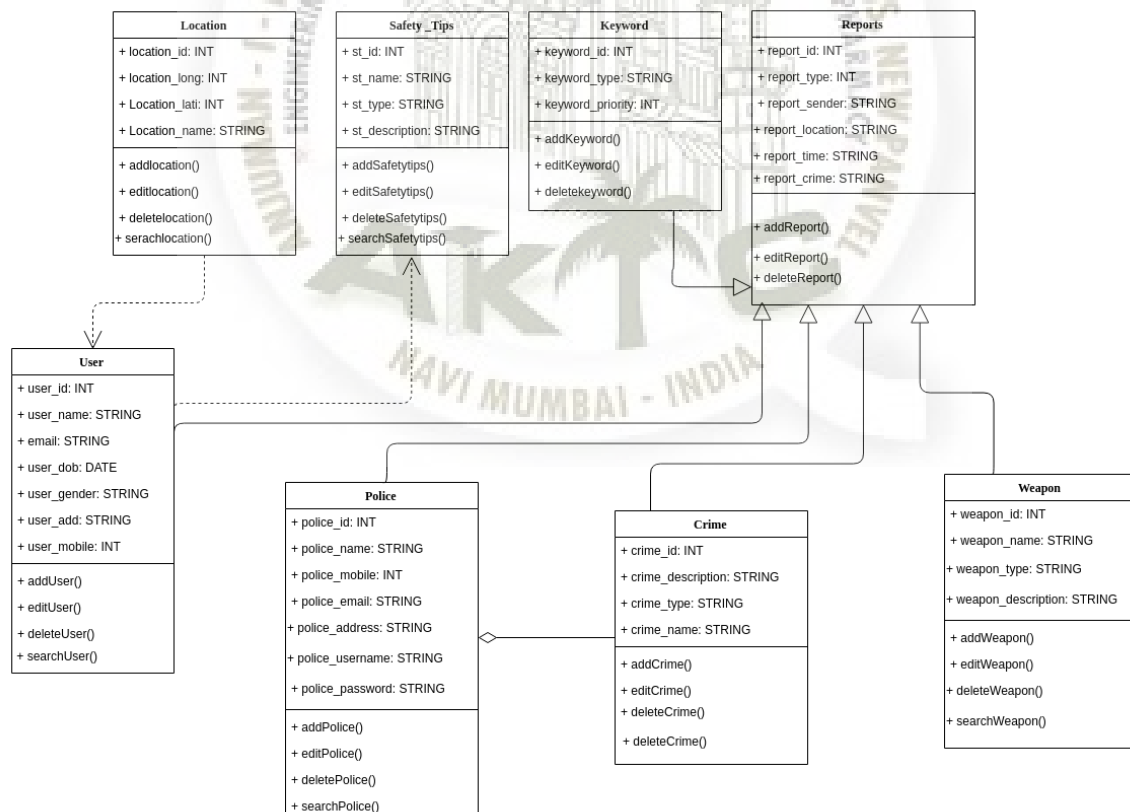 Location
+ location_id: INT
+ location_long: INT
+ Location_lati: INT
+ Location_name: STRING
+ addlocation()
+ editlocation()
+ deletelocation()
+ serachlocation()
Safety _Tips
+ st_id: INT
+ st_name: STRING
+ st_type: STRING
+ st_description: STRING
+ addSafetytips()
+ editSafetytips()
+ deleteSafetytips()
+ searchSafetytips()
Keyword
+ keyword_id: INT
+ keyword_type: STRING
+ keyword_priority: INT
+ addKeyword()
+ editKeyword()
+ deletekeyword()
Reports
+ report_id: INT
+ report_type: INT
+ report_sender: STRING
+ report_location: STRING
+ report_time: STRING
+ report_crime: STRING
+ addReport()
+ editReport()
+ deleteReport()
User
+ user_id: INT
+ user_name: STRING
+ email: STRING
+ user_dob: DATE
+ user_gender: STRING
+ user_add: STRING
+ user_mobile: INT
+ addUser()
+ editUser()
+ deleteUser()
+ searchUser()
Police
+ police_id: INT
+ police_name: STRING
+ police_mobile: INT
+ police_email: STRING
+ police_address: STRING
+ police_username: STRING
+ police_password: STRING
+ addPolice()
+ editPolice()
+ deletePolice()
+ searchPolice()
Crime
+ crime_id: INT
+ crime_description: STRING
+ crime_type: STRING
+ crime_name: STRING
+ addCrime()
+ editCrime()
+ deleteCrime()
+ deleteCrime()
Weapon
+ weapon_id: INT
+ weapon_name: STRING
+ weapon_type: STRING
+ weapon_description: STRING
+ addWeapon()
+ editWeapon()
+ deleteWeapon()
+ searchWeapon()
AKTC
NAVI MUMBAI - INDIA
NEW PANVEL